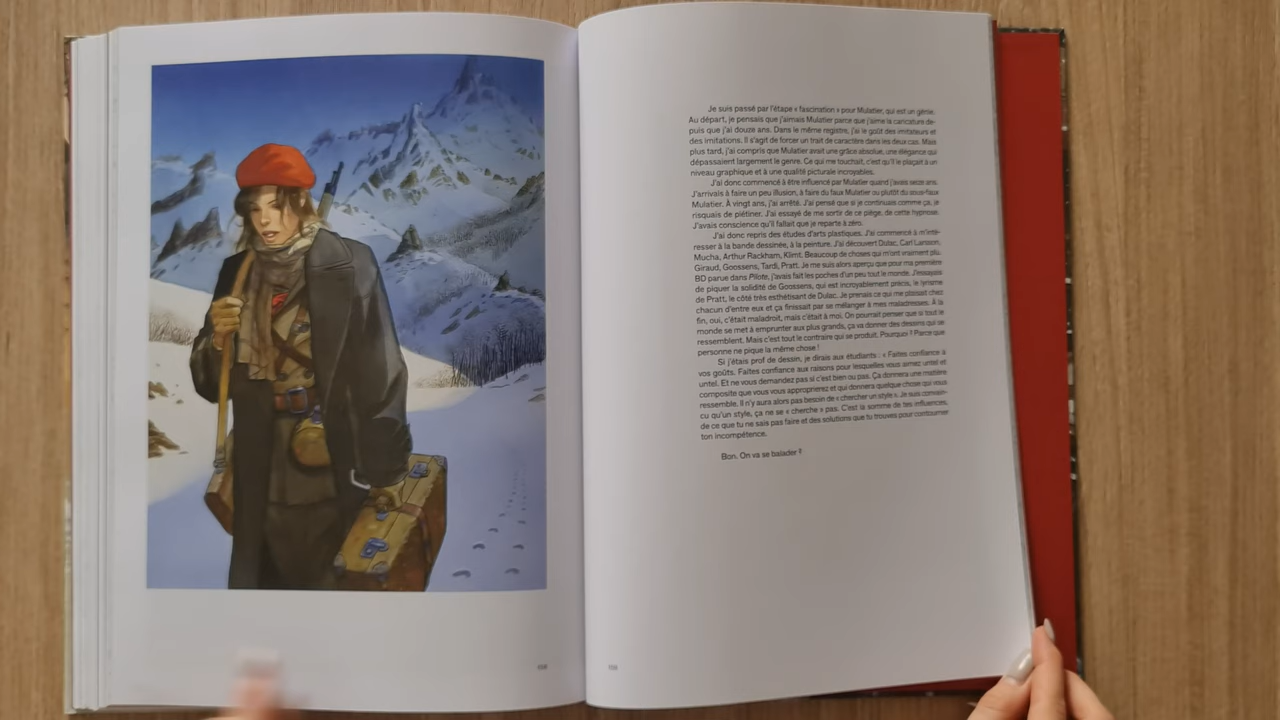 Je suis passé par l'étape « fascination » pour Mulatier, qui est un génie.
Au départ, je pensais que j'aimais Mulatier parce que j'aime la caricature de-
puis que j'ai douze ans. Dans le même registre, j'ai le goût des imitateurs et
des imitations. Il s'agit de forcer un trait de caractère dans les deux cas. Mais
plus tard, j'ai compris que Mulatier avait une grâce absolue, une élégance qui
dépassaient largement le genre. Ce qui me touchait, c'est qu'il le plaçait à un
niveau graphique et à une qualité picturale incroyables.
J'ai donc commencé à être influencé par Mulatier quand j'avais seize ans.
J'arrivais à faire un peu illusion, à faire du faux Mulatier ou plutôt du sous-faux
Mulatier. À vingt ans, j'ai arrêté. J'ai pensé que si je continuais comme ça, je
risquais de piétiner. J'ai essayé de me sortir de ce piège, de cette hypnose.
J'avais conscience qu'il fallait que je reparte à zéro.
J'ai donc repris des études d'arts plastiques. J'ai commencé à m'inté-
resser à la bande dessinée, à la peinture. J'ai découvert Dulac, Carl Larsson,
Mucha, Arthur Rackham, Klimt. Beaucoup de choses qui m'ont vraiment plu.
Giraud, Goossens, Tardi, Pratt. Je me suis alors aperçu que pour ma première
BD parue dans Pilote, j'avais fait les poches d'un peu tout le monde. J'essayais
de piquer la solidité de Goossens, qui est incroyablement précis, le lyrisme
de Pratt, le côté très esthétisant de Dulac. Je prenais ce qui me plaisait chez
chacun d'entre eux et ça finissait par se mélanger à mes maladresses. À la
fin, oui, c'était maladroit, mais c'était à moi. On pourrait penser que si tout le
monde se met à emprunter aux plus grands, ça va donner des dessins qui se
ressemblent. Mais c'est tout le contraire qui se produit. Pourquoi ? Parce que
personne ne pique la même chose !
Si j'étais prof de dessin, je dirais aux étudiants : « Faites confiance à
vos goûts. Faites confiance aux raisons pour lesquelles vous aimez untel et
untel. Et ne vous demandez pas si c'est bien ou pas. Ça donnera une matière
composite que vous vous approprierez et qui donnera quelque chose qui vous
ressemble. Il n'y aura alors pas besoin de « chercher un style ». Je suis convain-
cu qu'un style, ça ne se « cherche » pas. C'est la somme de tes influences,
de ce que tu ne sais pas faire et des solutions que tu trouves pour contourner
ton incompétence.
Bon. On va se balader ?